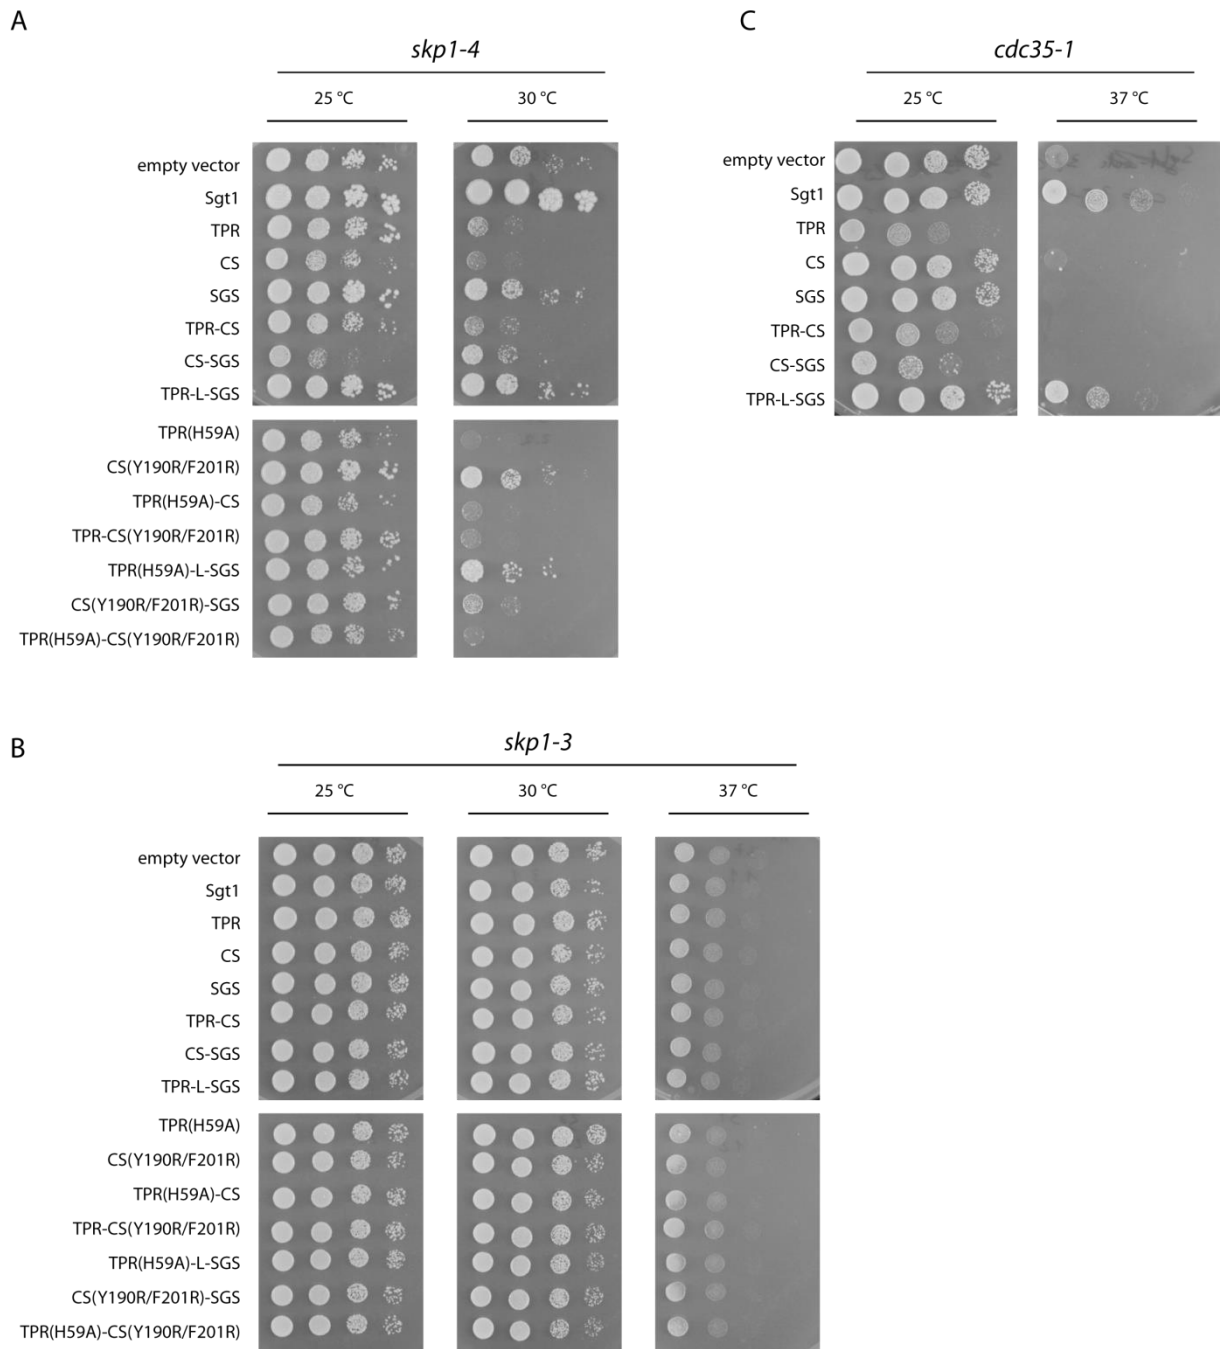 A
skp1-4
25 °C
30 °C
empty vector
Sgt1
TPR
CS
SGS
TPR-CS
CS-SGS
TPR-L-SGS
TPR(H59A)
CS(Y190R/F201R)
TPR(H59A)-CS
TPR-CS(Y190R/F201R)
TPR(H59A)-L-SGS
CS(Y190R/F201R)-SGS
TPR(H59A)-CS(Y190R/F201R)
C
cdc35-1
25 °C
37 °C
empty vector
Sgt1
TPR
CS
SGS
TPR-CS
CS-SGS
TPR-L-SGS
B
skp1-3
25 °C
30 °C
37 °C
empty vector
Sgt1
TPR
CS
SGS
TPR-CS
CS-SGS
TPR-L-SGS
TPR(H59A)
CS(Y190R/F201R)
TPR(H59A)-CS
TPR-CS(Y190R/F201R)
TPR(H59A)-L-SGS
CS(Y190R/F201R)-SGS
TPR(H59A)-CS(Y190R/F201R)